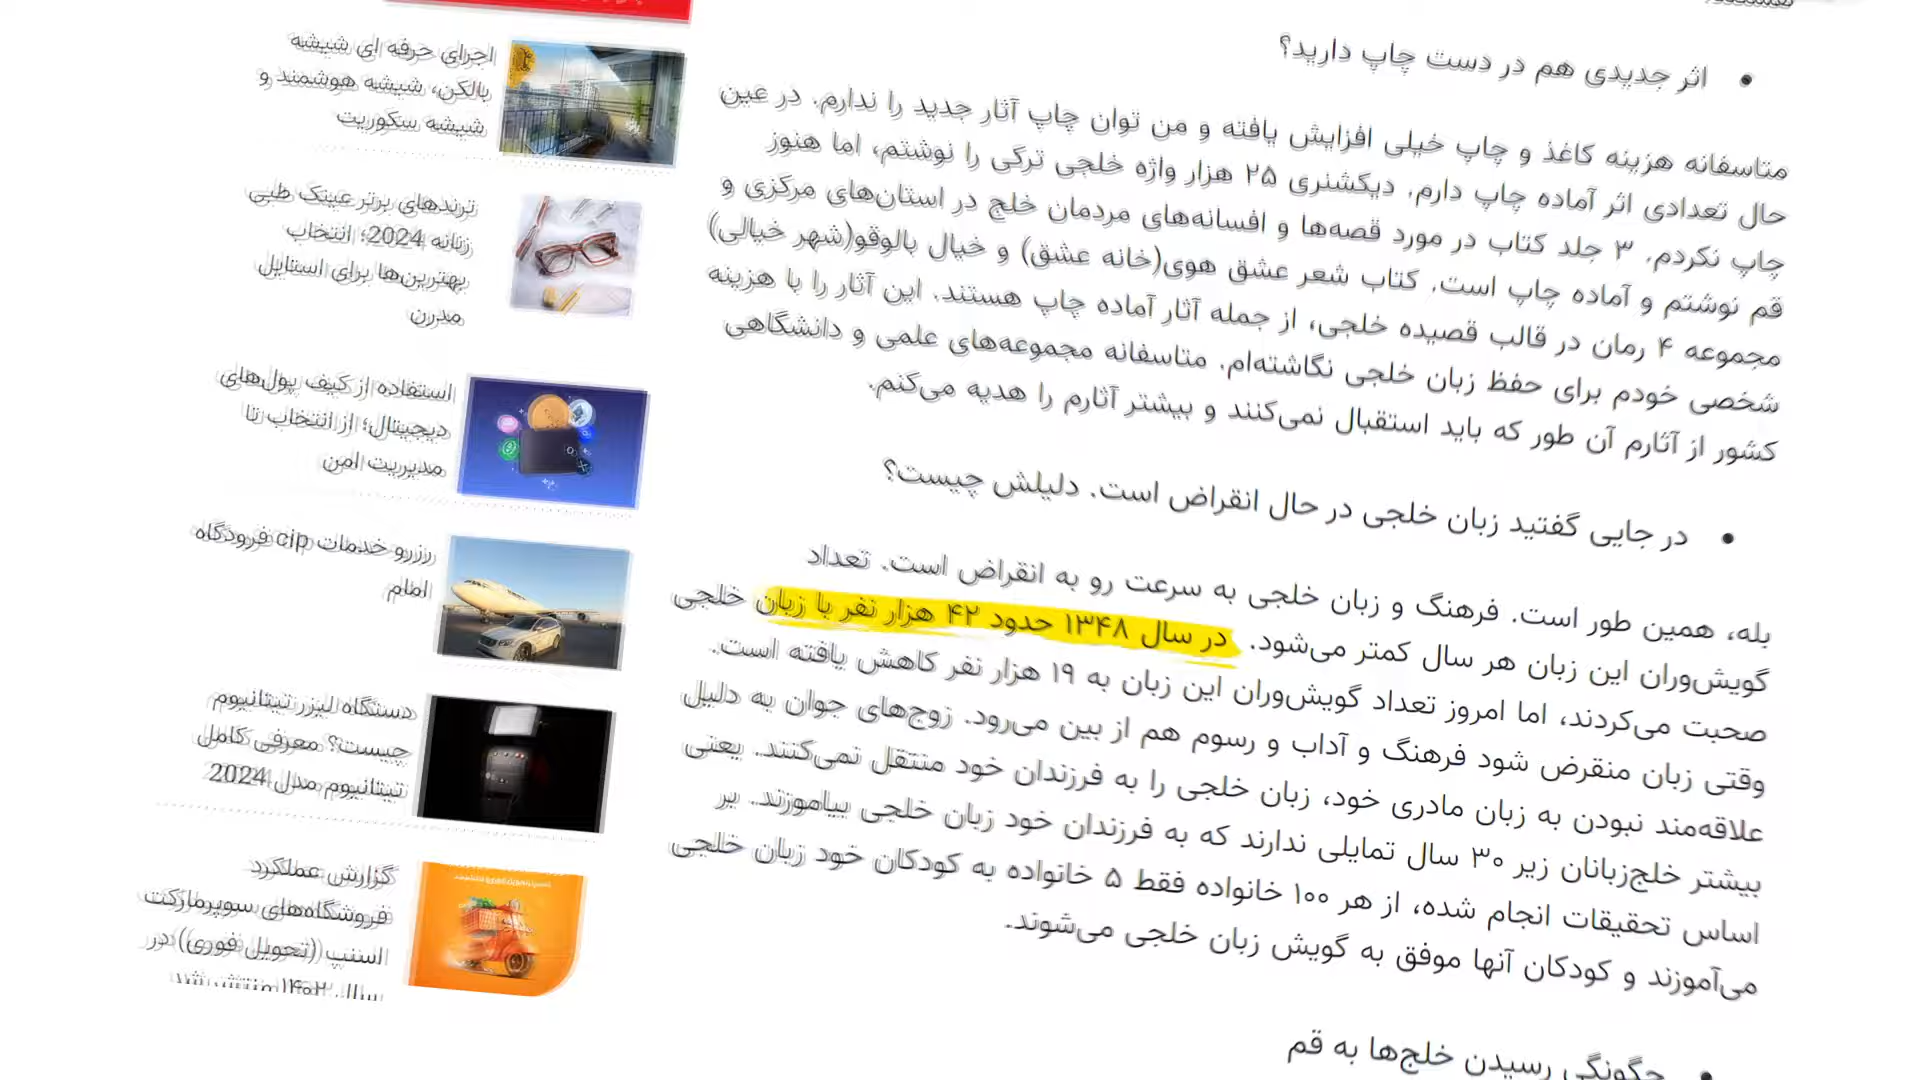 اثر جدیدی هم در دست چاپ دارید؟
متاسفانه هزینه کاغذ و چاپ خیلی افزایش یافته و من توان چاپ آثار جدید را ندارم. در عین
حال تعدادی اثر آماده چاپ دارم. دیکشنری ۲۵ هزار واژه خلجی ترکی را نوشتم، اما هنوز
چاپ نکردم. ۳ جلد کتاب در مورد قصه‌ها و افسانه‌های مردمان خلج در استان‌های مرکزی و
قم نوشتم و آماده چاپ است. کتاب شعر عشق هوی(خانه عشق) و خیال بالوقو(شهر خیالی)
مجموعه ۴ رمان در قالب قصیده خلجی، از جمله آثار آماده چاپ هستند. این آثار را با هزینه
شخصی خودم برای حفظ زبان خلجی نگاشته‌ام. متاسفانه مجموعه‌های علمی و دانشگاهی
کشور از آثارم آن طور که باید استقبال نمی‌کنند و بیشتر آثارم را هدیه می‌کنم.
در جایی گفتید زبان خلجی در حال انقراض است. دلیلش چیست؟
بله، همین طور است. فرهنگ و زبان خلجی به سرعت رو به انقراض است. تعداد
گویش‌وران این زبان هر سال کمتر می‌شود. در سال ۱۳۴۸ حدود ۴۲ هزار نفر با زبان خلجی
صحبت می‌کردند، اما امروز تعداد گویش‌وران این زبان به ۱۹ هزار نفر کاهش یافته است.
وقتی زبان منقرض شود فرهنگ و آداب و رسوم هم از بین می‌رود. زوج‌های جوان به دلیل
علاقه‌مند نبودن به زبان مادری خود، زبان خلجی را به فرزندان خود منتقل نمی‌کنند. یعنی
بیشتر خلج‌زبانان زیر ۳۰ سال تمایلی ندارند که به فرزندان خود زبان خلجی بیاموزند. بر
اساس تحقیقات انجام شده، از هر ۱۰۰ خانواده فقط ۵ خانواده به کودکان خود زبان خلجی
می‌آموزند و کودکان آنها موفق به گویش زبان خلجی می‌شوند.
چگونگی رسیدن خلج‌ها به قم
اجرای حرفه ای شیشه
بالکن، شیشه هوشمند و
شیشه سکوریت
ترندهای برتر عینک طبی
زنانه 2024؛ انتخاب
بهترین‌ها برای استایل
مدرن
استفاده از کیف پول‌های
دیجیتال؛ از انتخاب تا
مدیریت امن
رزرو خدمات cip فرودگاه
امام
دستگاه لیزر تیتانیوم
چیست؟ معرفی کامل
تیتانیوم مدل 2024
گزارش عملکرد
فروشگاه‌های سوپرمارکت
اسنپ (تحویل فوری) در
سال ۱۴۰۲ منتشر شد